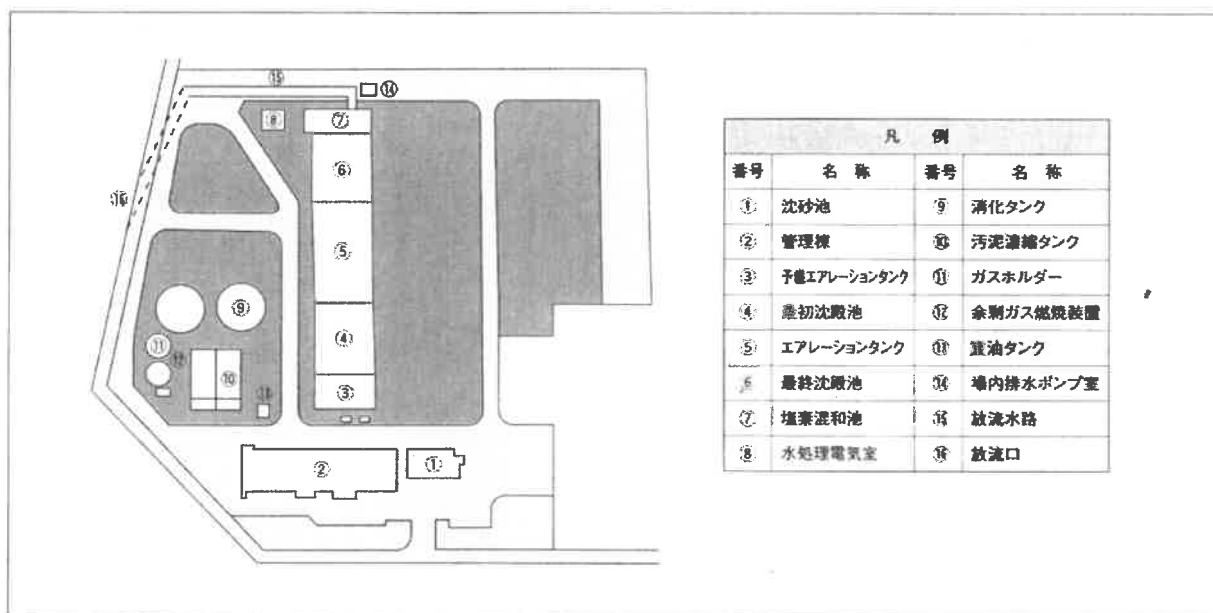 ⑮
⑭
⑧
⑦
⑥
⑯
⑤
⑨
⑪
⑫
④
⑩
⑬
③
②
①
凡 例
番号 名 称 番号 名 称
① 沈砂池 ⑨ 消化タンク
② 管理棟 ⑩ 汚泥濃縮タンク
③ 予備エアレーションタンク ⑪ ガスホルダー
④ 最初沈殿池 ⑫ 余剰ガス燃焼装置
⑤ エアレーションタンク ⑬ 重油タンク
6 最終沈殿池 ⑭ 場内排水ポンプ室
⑦ 塩素混和池 ⑮ 放流水路
⑧ 水処理電気室 ⑯ 放流口